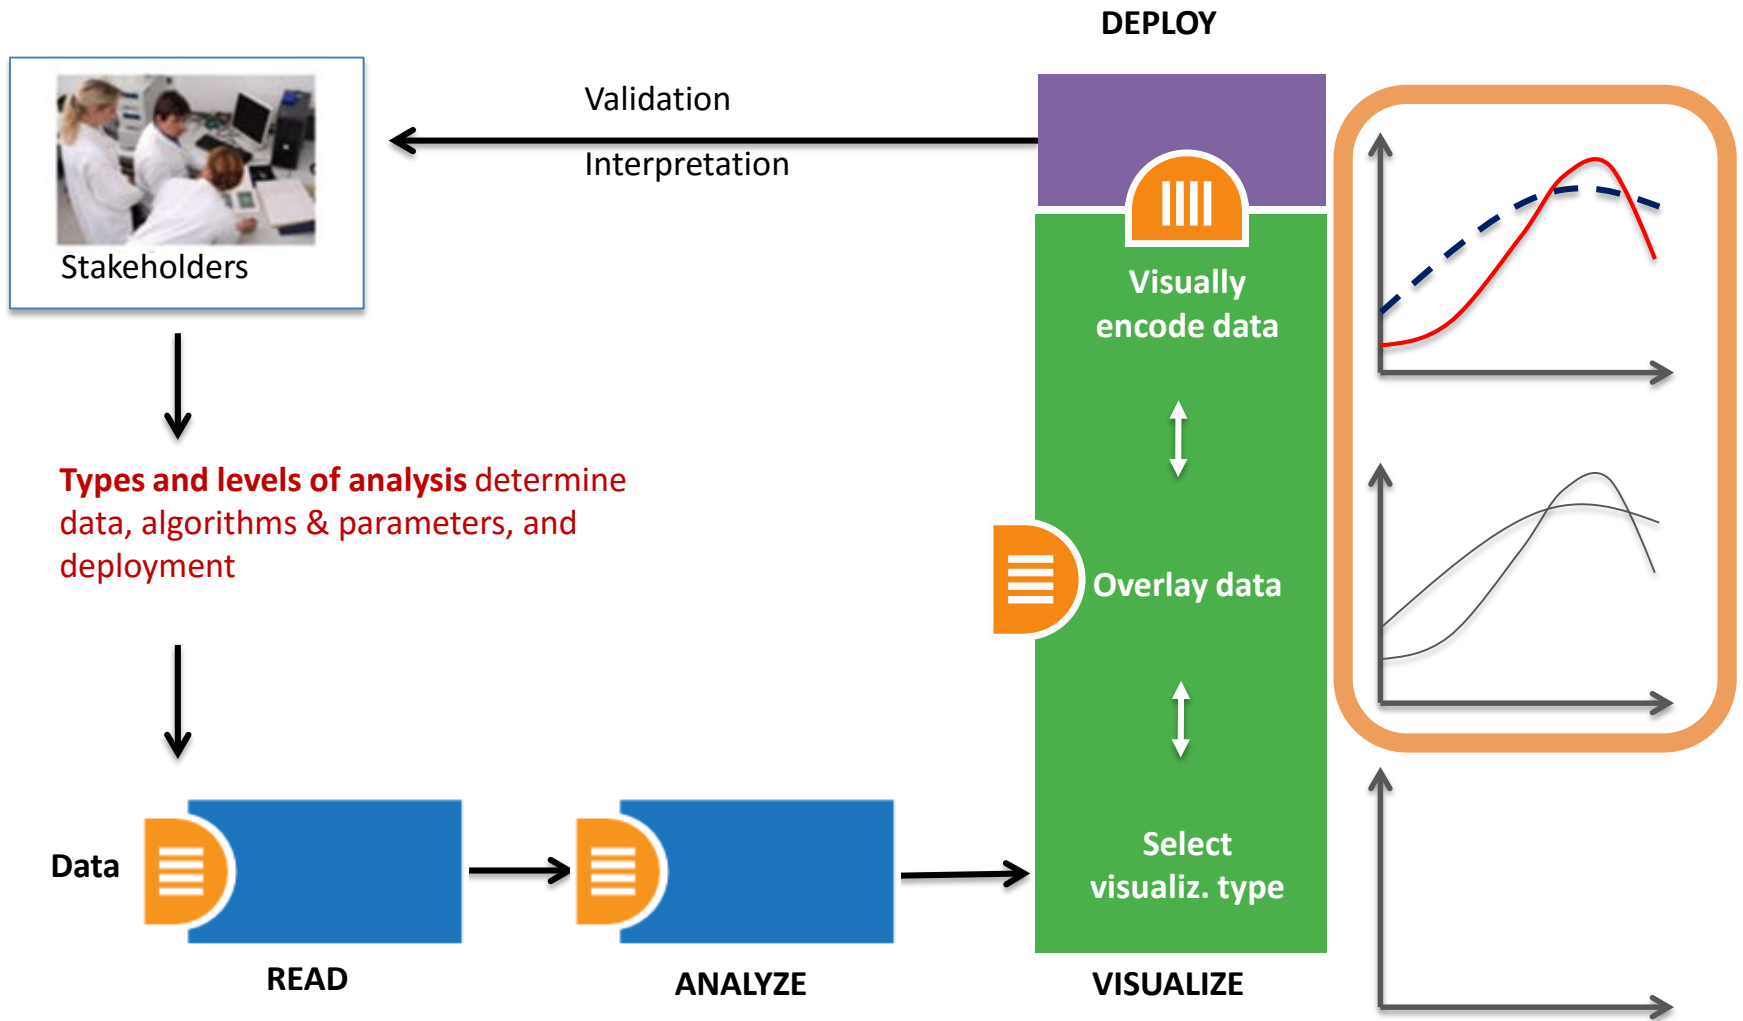 DEPLOY
Validation
Interpretation
Stakeholders
Visually
encode data
Types and levels of analysis determine
data, algorithms & parameters, and
deployment
Overlay data
Select
visualiz. type
Data
READ
ANALYZE
VISUALIZE